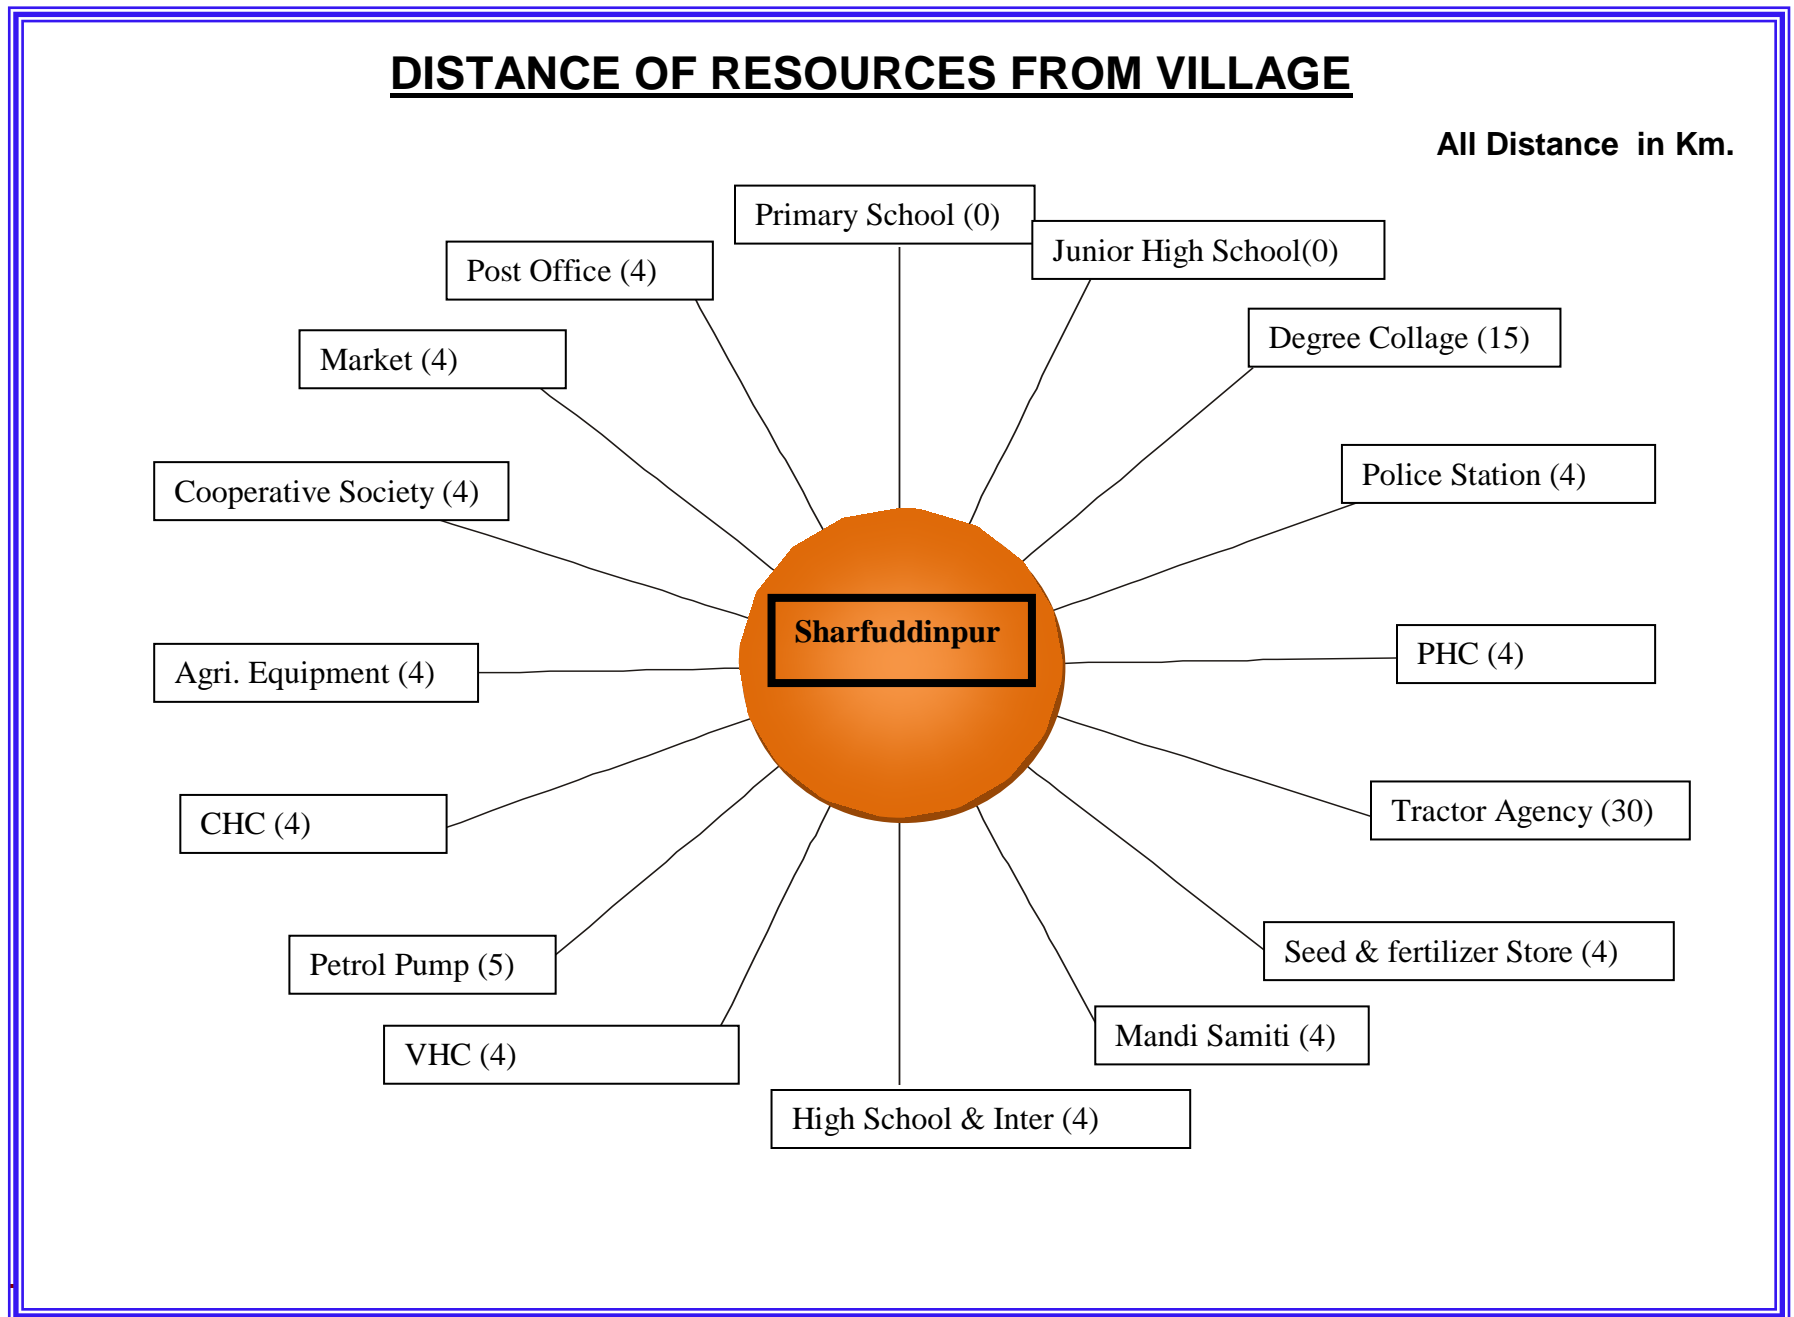 DISTANCE OF RESOURCES FROM VILLAGE
All Distance in Km.
Primary School (0)
Junior High School(0)
Post Office (4)
Degree Collage (15)
Market (4)
Police Station (4)
Cooperative Society (4)
Sharfuddinpur
PHC (4)
Agri. Equipment (4)
Tractor Agency (30)
CHC (4)
Seed & fertilizer Store (4)
Petrol Pump (5)
Mandi Samiti (4)
VHC (4)
High School & Inter (4)